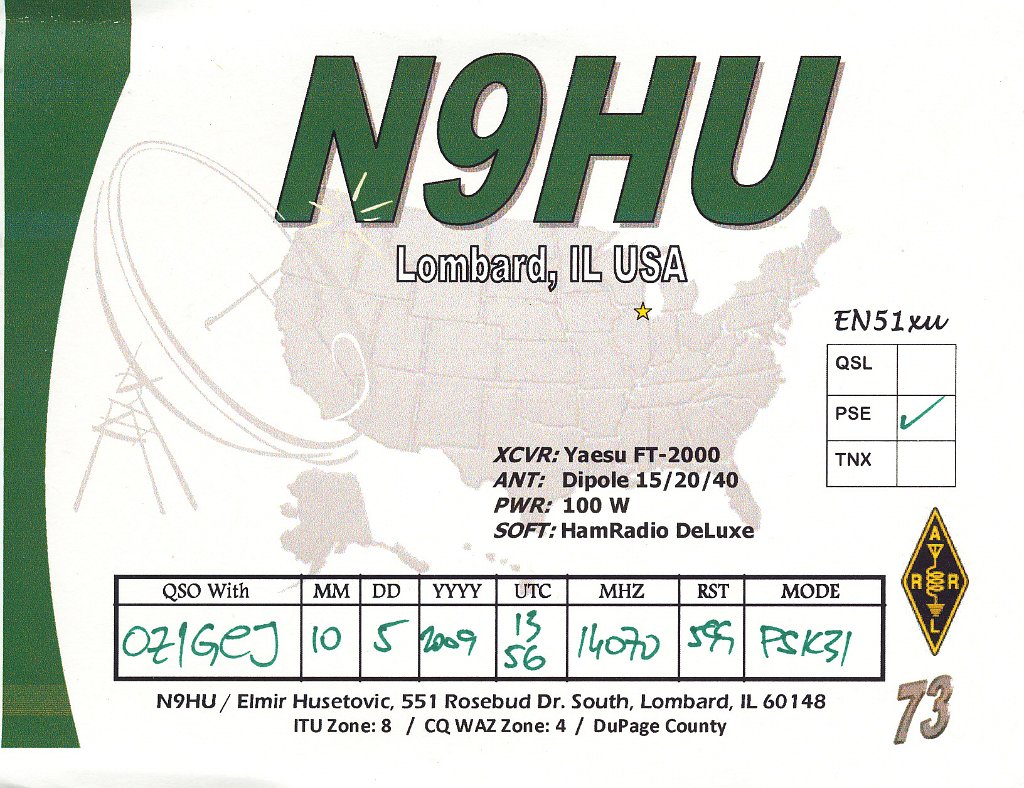 N9HU
Lombard, IL USA
EN51xu
QSL
PSE ✓
TNX
XCVR: Yaesu FT-2000
ANT: Dipole 15/20/40
PWR: 100 W
SOFT: HamRadio DeLuxe
A
R R
L
QSO With MM DD YYYY UTC MHZ RST MODE
OZ1GEJ 10 5 2009 13 56 14070 599 PSK31
N9HU / Elmir Husetovic, 551 Rosebud Dr. South, Lombard, IL 60148
ITU Zone: 8 / CQ WAZ Zone: 4 / DuPage County
73